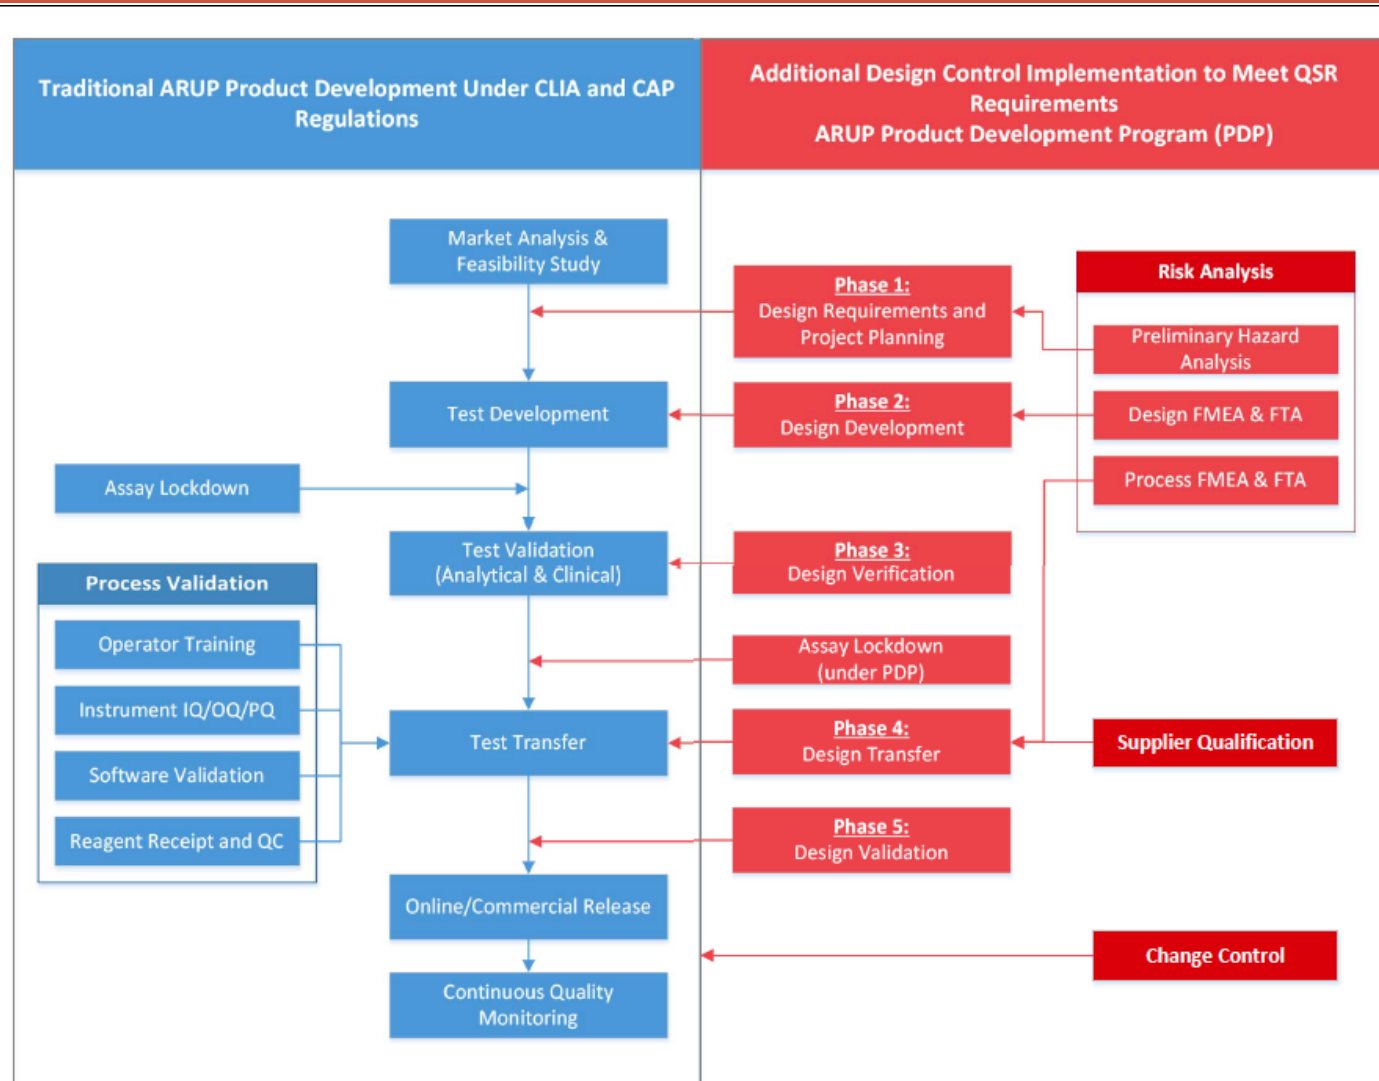 Traditional ARUP Product Development Under CLIA and CAP
Regulations
Additional Design Control Implementation to Meet QSR
Requirements
ARUP Product Development Program (PDP)
Market Analysis &
Feasibility Study
Phase 1:
Design Requirements and
Project Planning
Risk Analysis
Preliminary Hazard
Analysis
Test Development
Phase 2:
Design Development
Design FMEA & FTA
Assay Lockdown
Process FMEA & FTA
Test Validation
(Analytical & Clinical)
Phase 3:
Design Verification
Process Validation
Operator Training
Assay Lockdown
(under PDP)
Instrument IQ/OQ/PQ
Test Transfer
Phase 4:
Design Transfer
Supplier Qualification
Software Validation
Reagent Receipt and QC
Phase 5:
Design Validation
Online/Commercial Release
Change Control
Continuous Quality
Monitoring